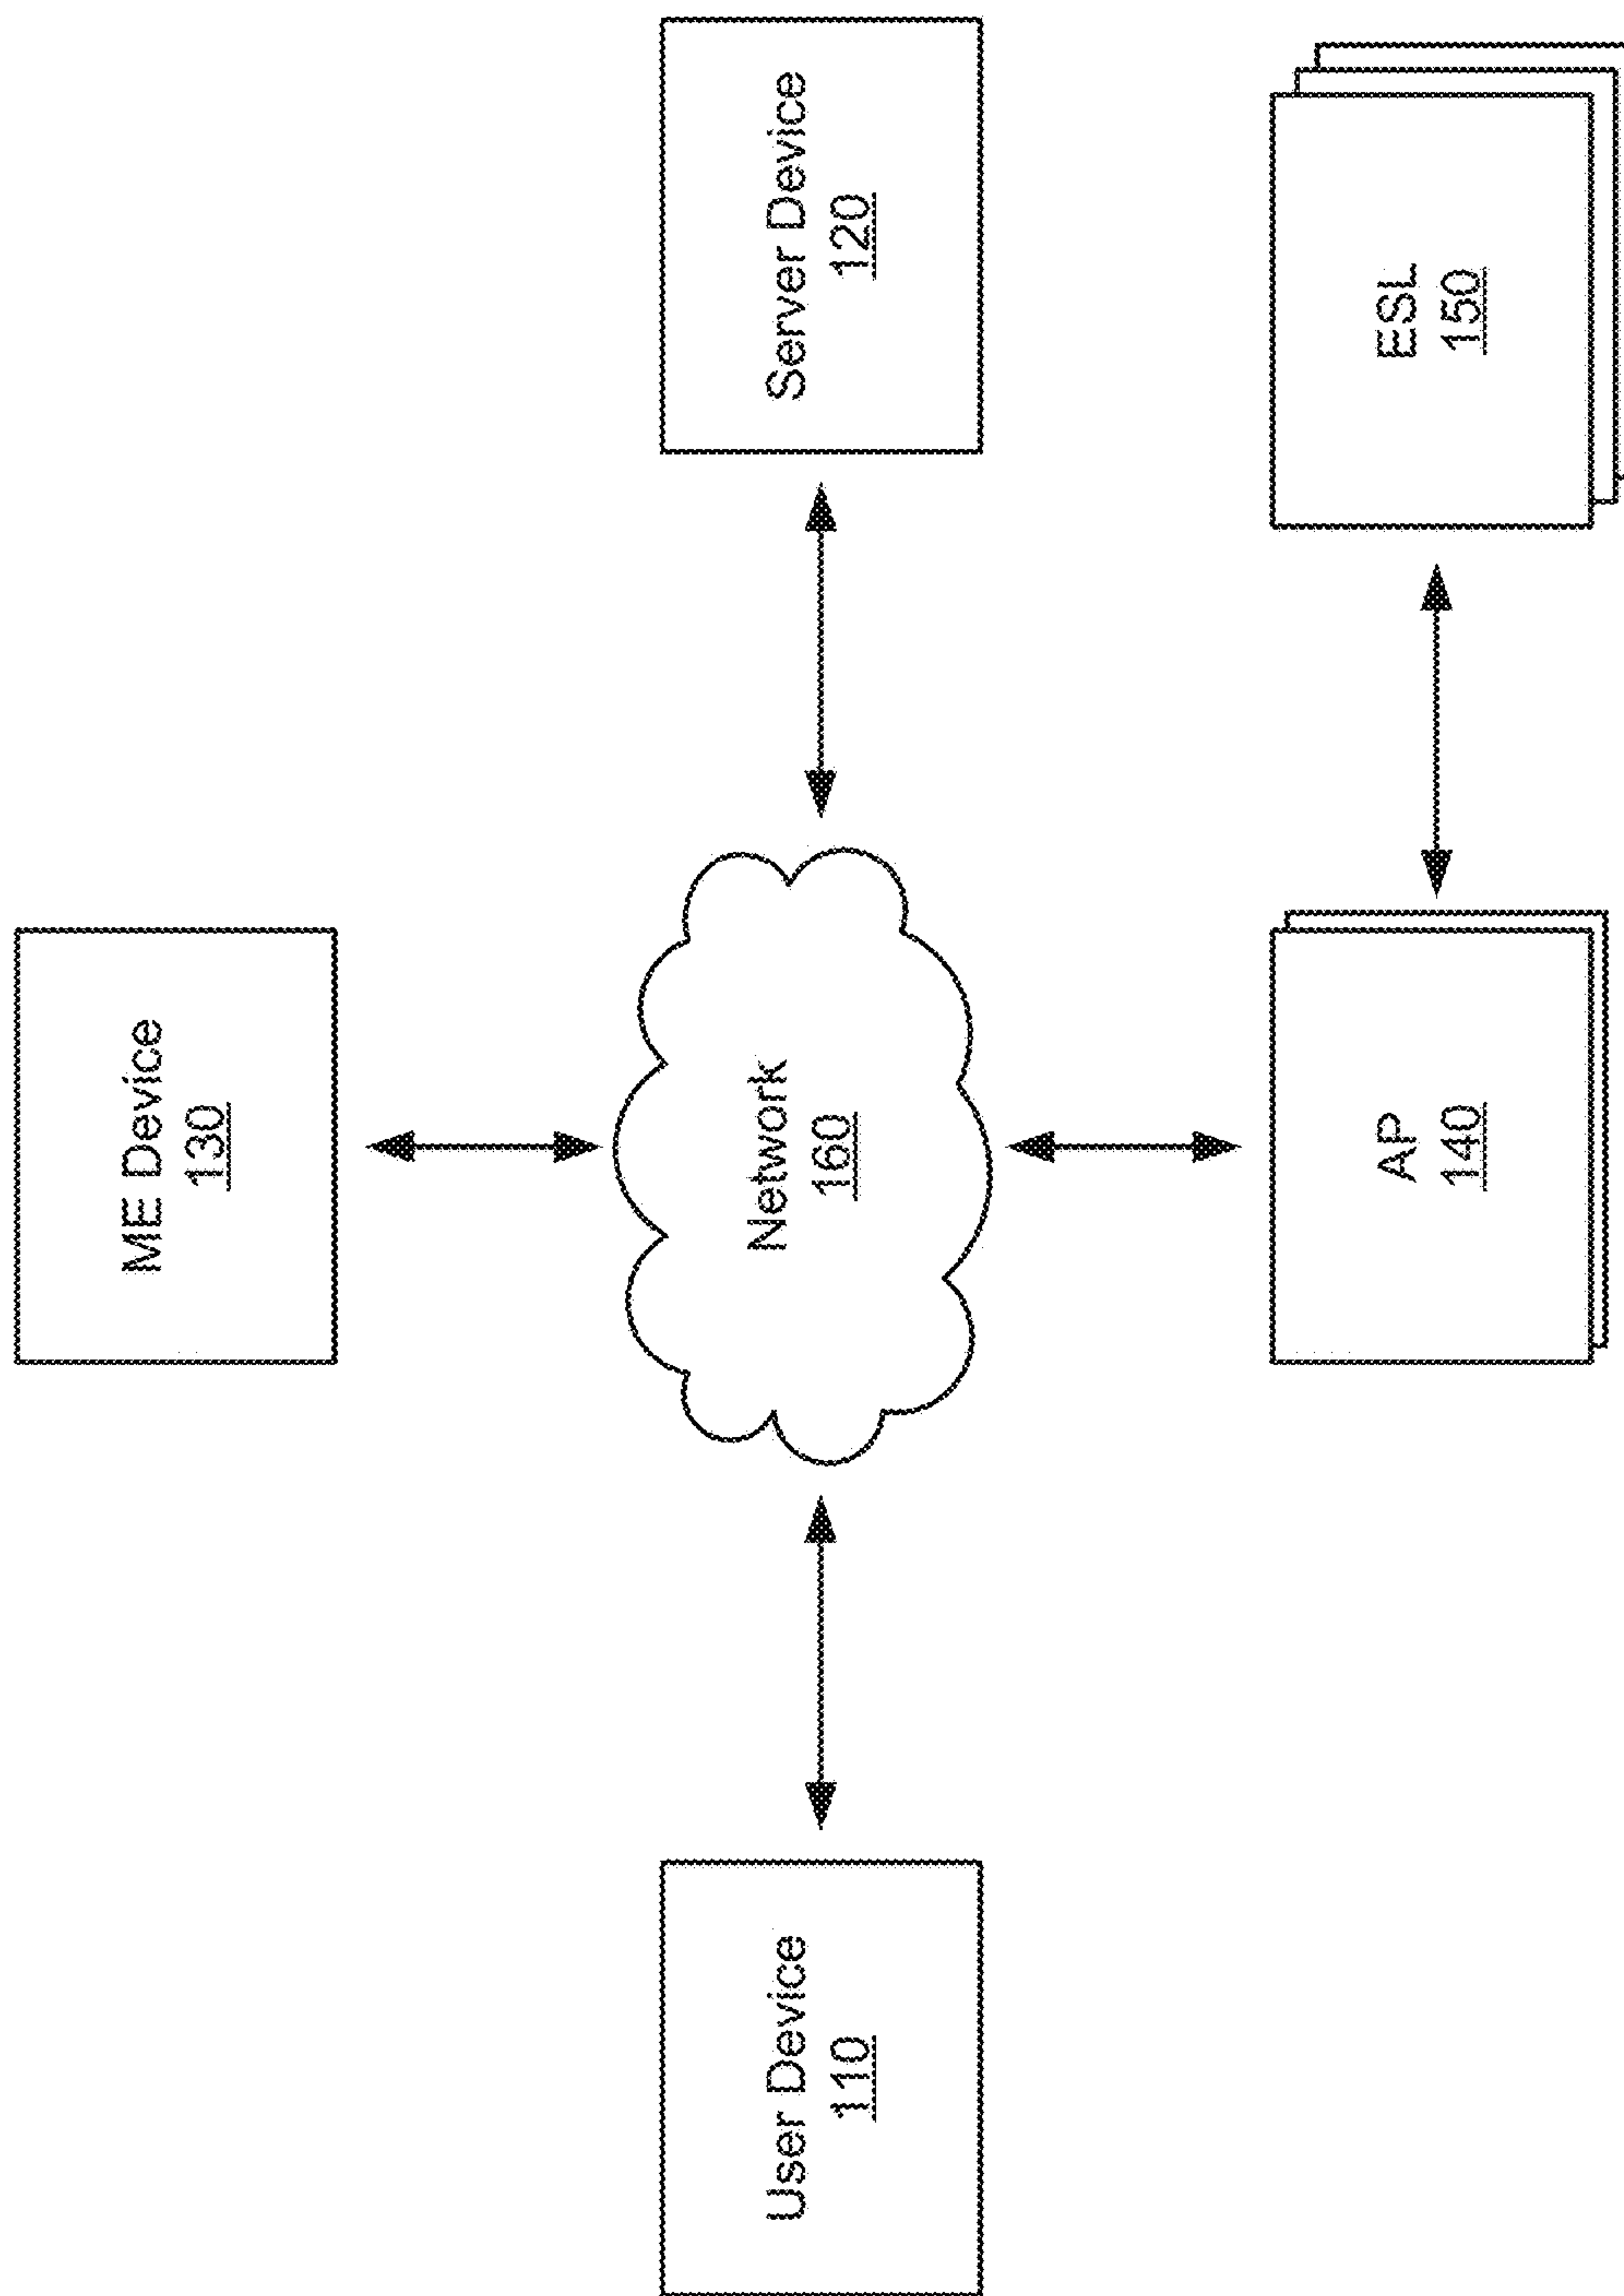 ME Device
130
User Device
110
Network
160
Server Device
120
AP
140
ESL
150